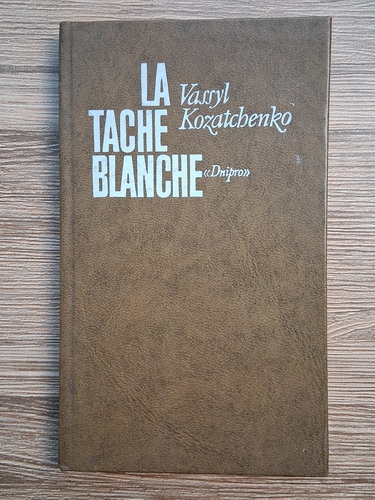 LA
TACHE
BLANCHE
Vassyl
Kozatchenko
«Dnipro»